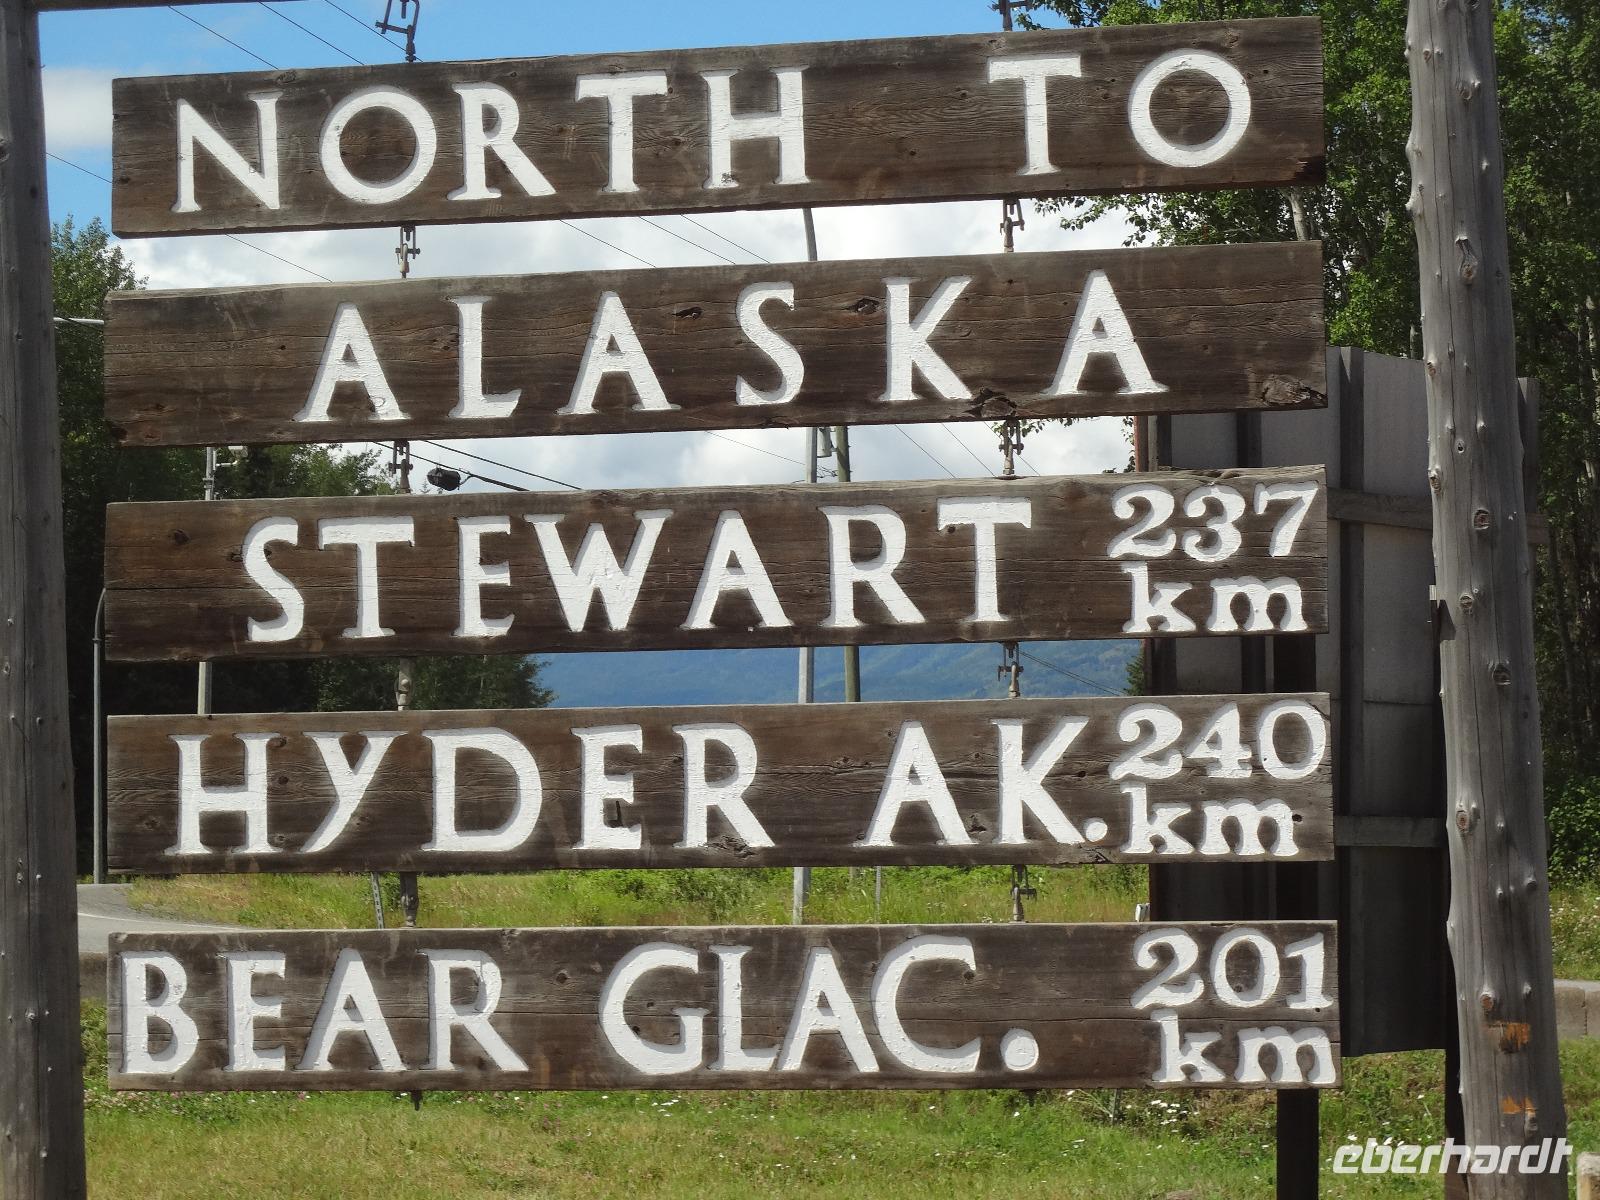 NORTH TO
ALASKA
STEWART 237 km
HYDER AK. 240 km
BEAR GLAC. 201 km
eberhardt